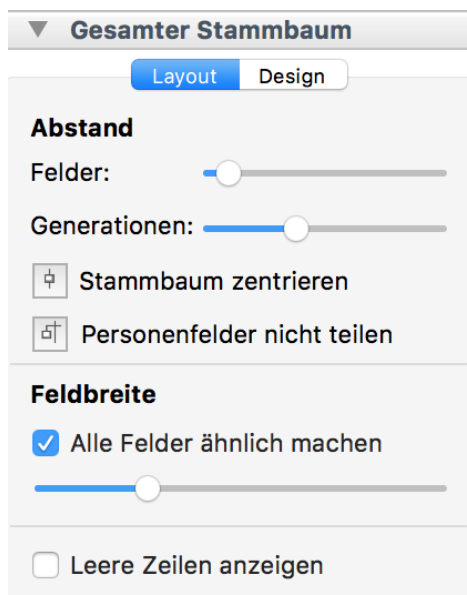 Gesamter Stammbaum
Layout Design
Abstand
Felder:
Generationen:
Stammbaum zentrieren
Personenfelder nicht teilen
Feldbreite
Alle Felder ähnlich machen
Leere Zeilen anzeigen